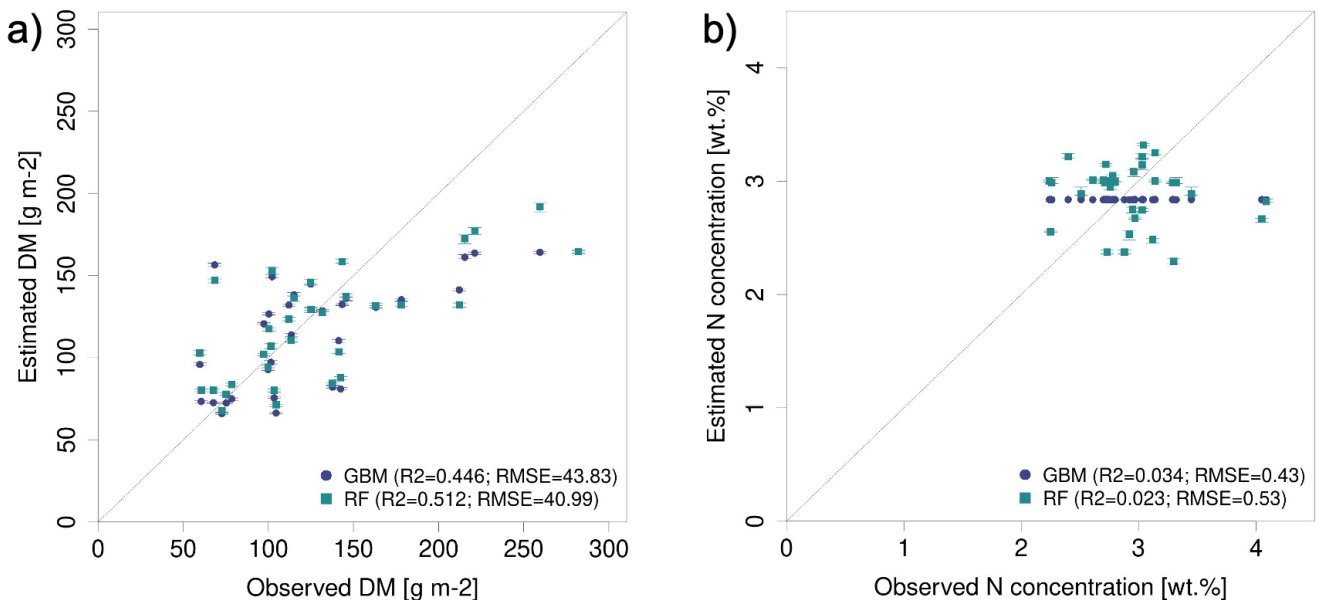 a)
300
250
200
150
100
50
0
Estimated DM [g m-2]
GBM (R2=0.446; RMSE=43.83)
RF (R2=0.512; RMSE=40.99)
0 50 100 150 200 250 300
Observed DM [g m-2]
b)
4
3
2
1
0
Estimated N concentration [wt.%]
GBM (R2=0.034; RMSE=0.43)
RF (R2=0.023; RMSE=0.53)
0 1 2 3 4
Observed N concentration [wt.%]